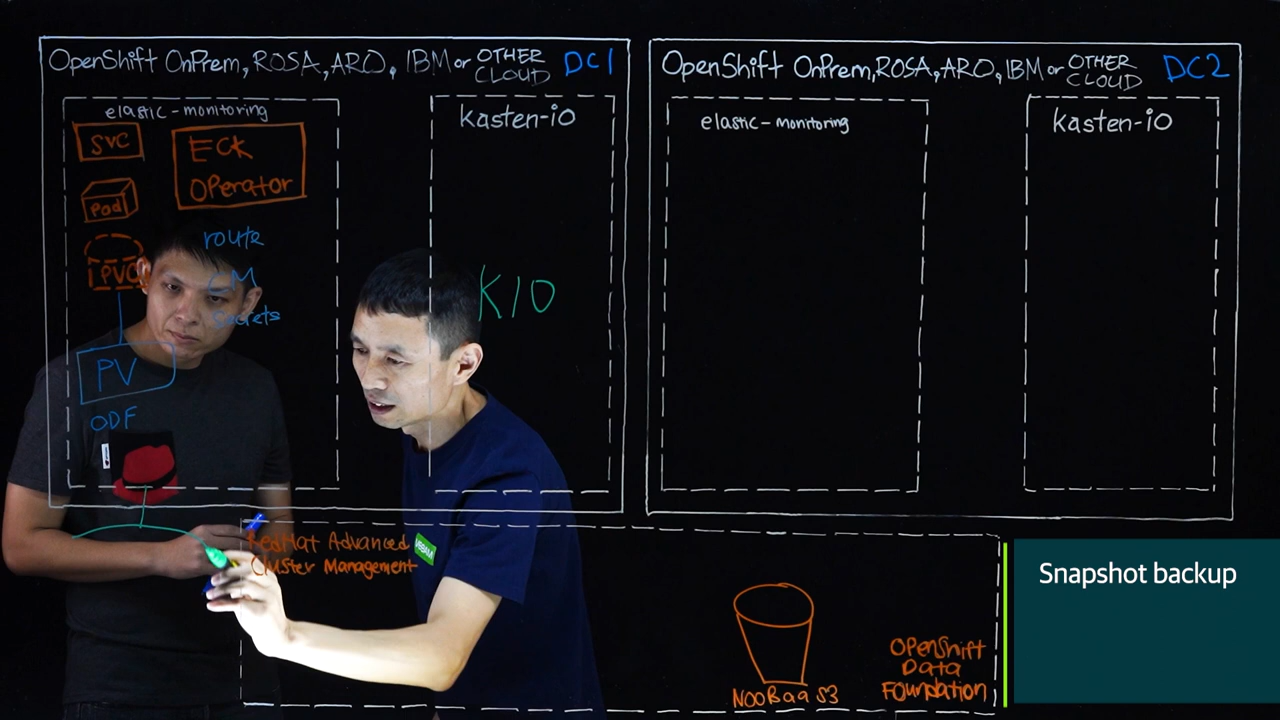 OpenShift OnPrem, ROSA, ARO, IBM or OTHER CLOUD DC1
elastic-monitoring
SVC
ECK
Operator
Pod
PVC
route
CM
Secrets
PV
ODF
kasten-io
K10
OpenShift OnPrem, ROSA, ARO, IBM or OTHER CLOUD DC2
elastic-monitoring
kasten-io
RedHat Advanced
Cluster Management
VEEAM
NOOBaa S3
OpenShift
Data
Foundation
Snapshot backup